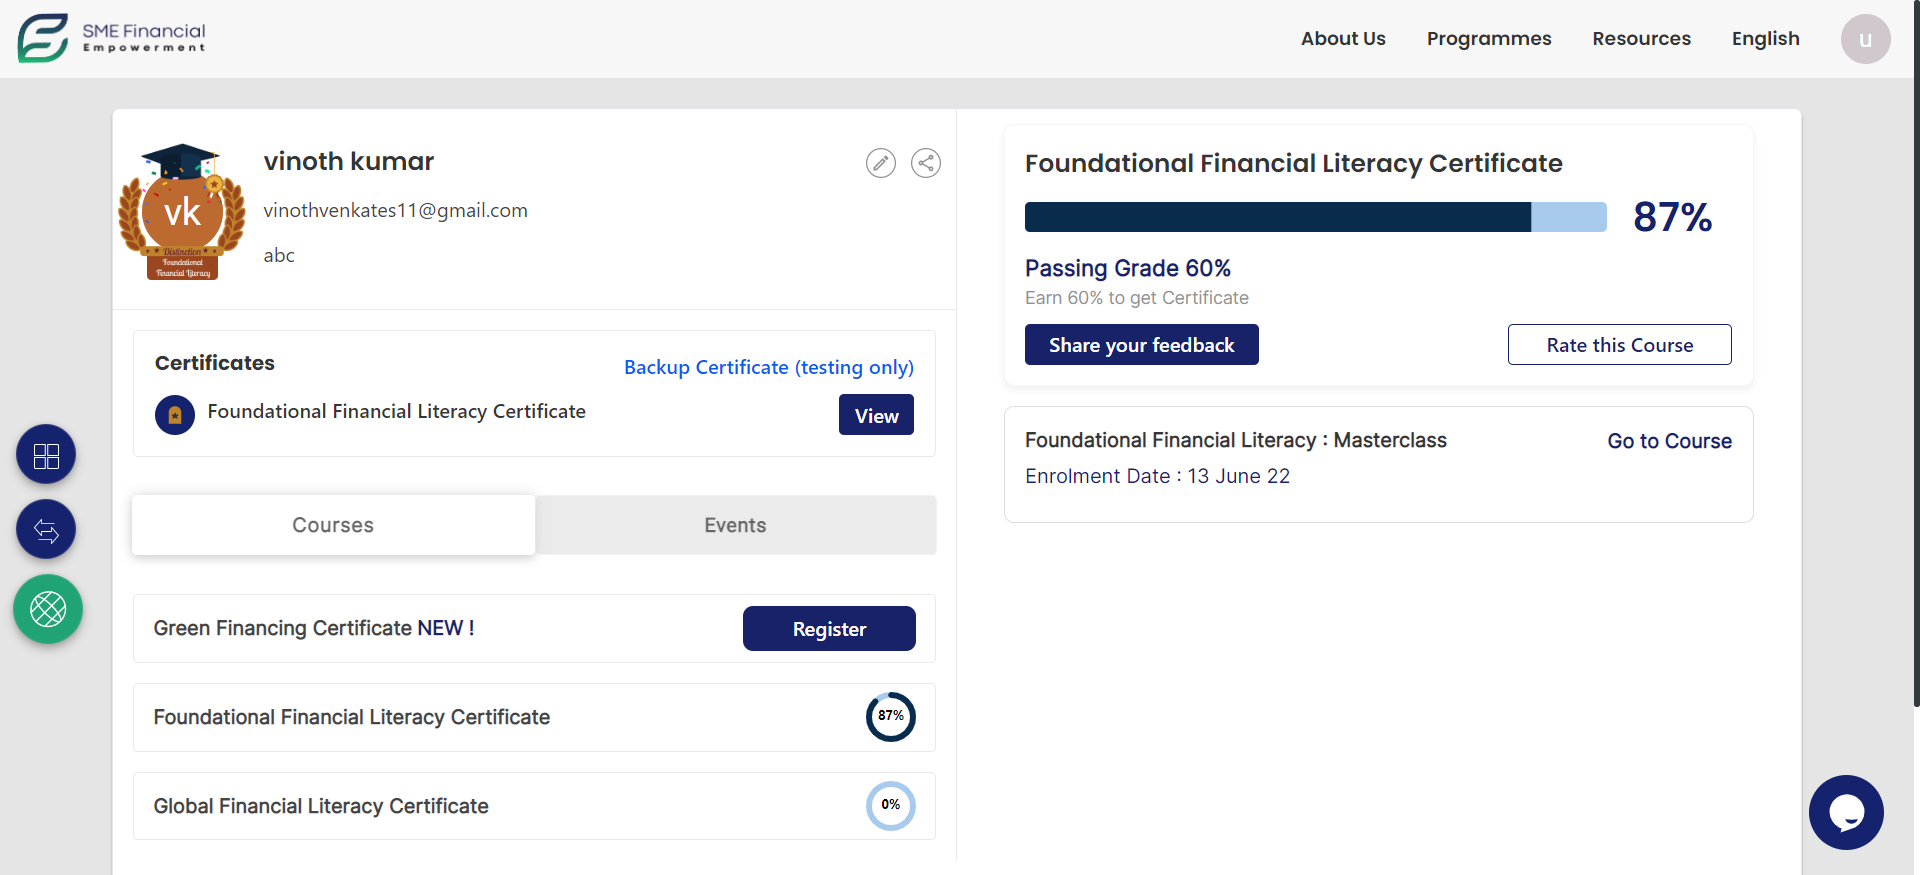 SME Financial
Empowerment
About Us
Programmes
Resources
English
u
vk
Distinction
Foundational
Financial Literacy
vinoth kumar
vinothvenkates11@gmail.com
abc
Certificates
Backup Certificate (testing only)
Foundational Financial Literacy Certificate
View
Courses
Events
Green Financing Certificate NEW !
Register
Foundational Financial Literacy Certificate
87%
Global Financial Literacy Certificate
0%
Foundational Financial Literacy Certificate
87%
Passing Grade 60%
Earn 60% to get Certificate
Share your feedback
Rate this Course
Foundational Financial Literacy : Masterclass
Go to Course
Enrolment Date : 13 June 22